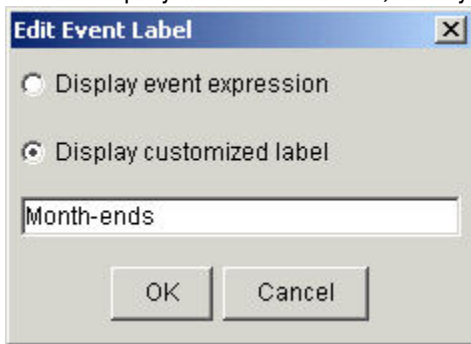 Edit Event Label
Display event expression
Display customized label
Month-ends
OK Cancel